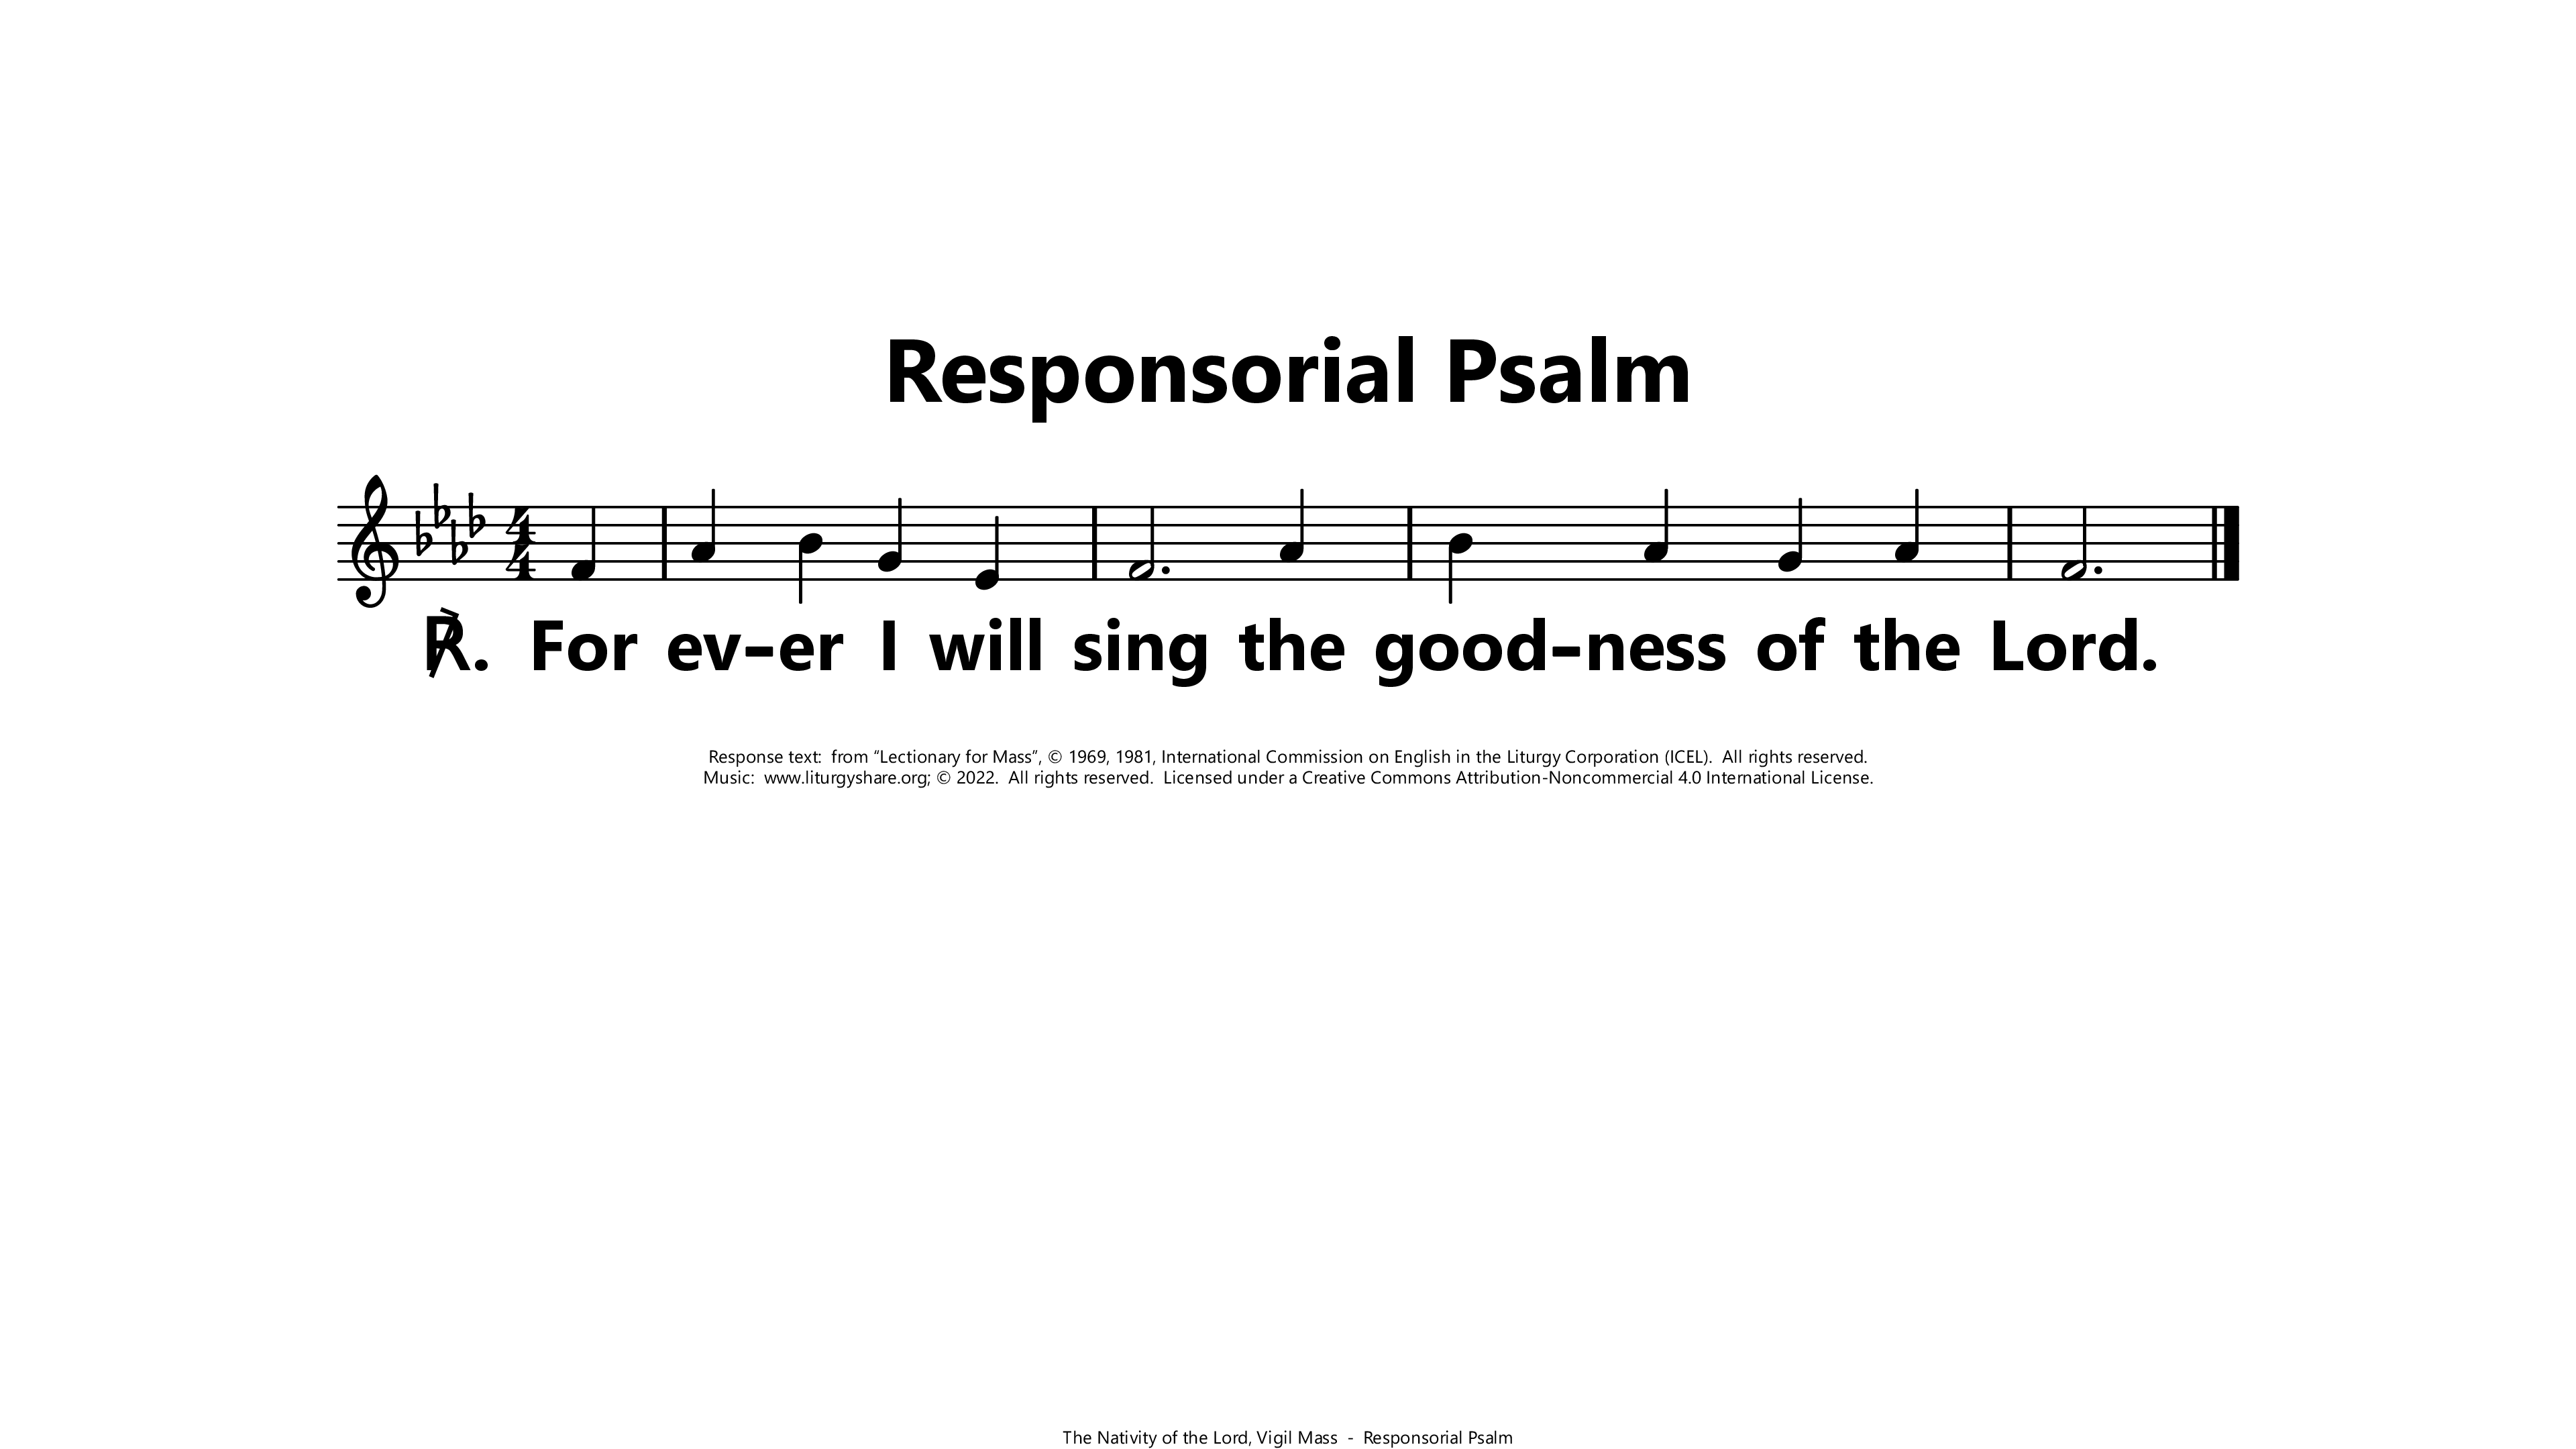 Responsorial Psalm
4
4
℟. For ev-er I will sing the good-ness of the Lord.
Response text: from “Lectionary for Mass”, © 1969, 1981, International Commission on English in the Liturgy Corporation (ICEL). All rights reserved.
Music: www.liturgyshare.org; © 2022. All rights reserved. Licensed under a Creative Commons Attribution-Noncommercial 4.0 International License.
The Nativity of the Lord, Vigil Mass - Responsorial Psalm